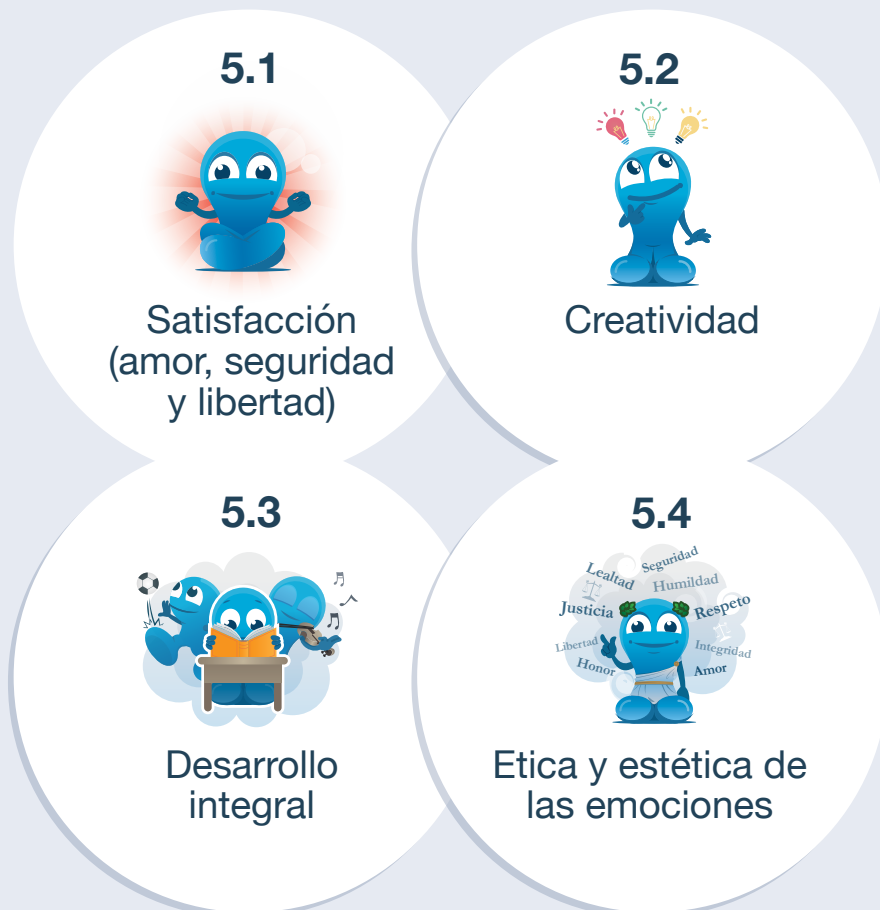 5.1
Satisfacción
(amor, seguridad
y libertad)
5.2
Creatividad
5.3
Desarrollo
integral
5.4
Seguridad
Lealtad
Humildad
Justicia
Respeto
Libertad
Integridad
Honor
Amor
Etica y estética de
las emociones